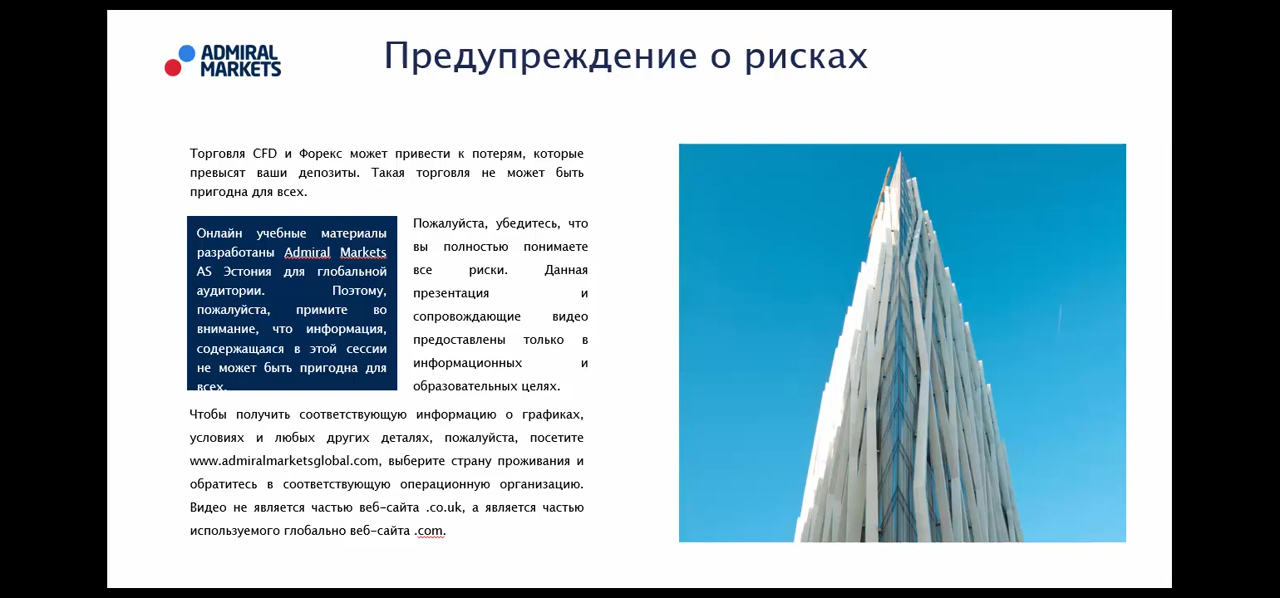 ADMIRAL
MARKETS
Предупреждение о рисках
Торговля CFD и Форекс может привести к потерям, которые
превысят ваши депозиты. Такая торговля не может быть
пригодна для всех.
Онлайн учебные материалы
разработаны Admiral Markets
AS Эстония для глобальной
аудитории. Поэтому,
пожалуйста, примите во
внимание, что информация,
содержащаяся в этой сессии
не может быть пригодна для
всех.
Пожалуйста, убедитесь, что
вы полностью понимаете
все риски. Данная
презентация и
сопровождающие видео
предоставлены только в
информационных и
образовательных целях.
Чтобы получить соответствующую информацию о графиках,
условиях и любых других деталях, пожалуйста, посетите
www.admiralmarketsglobal.com, выберите страну проживания и
обратитесь в соответствующую операционную организацию.
Видео не является частью веб-сайта .co.uk, а является частью
используемого глобально веб-сайта .com.